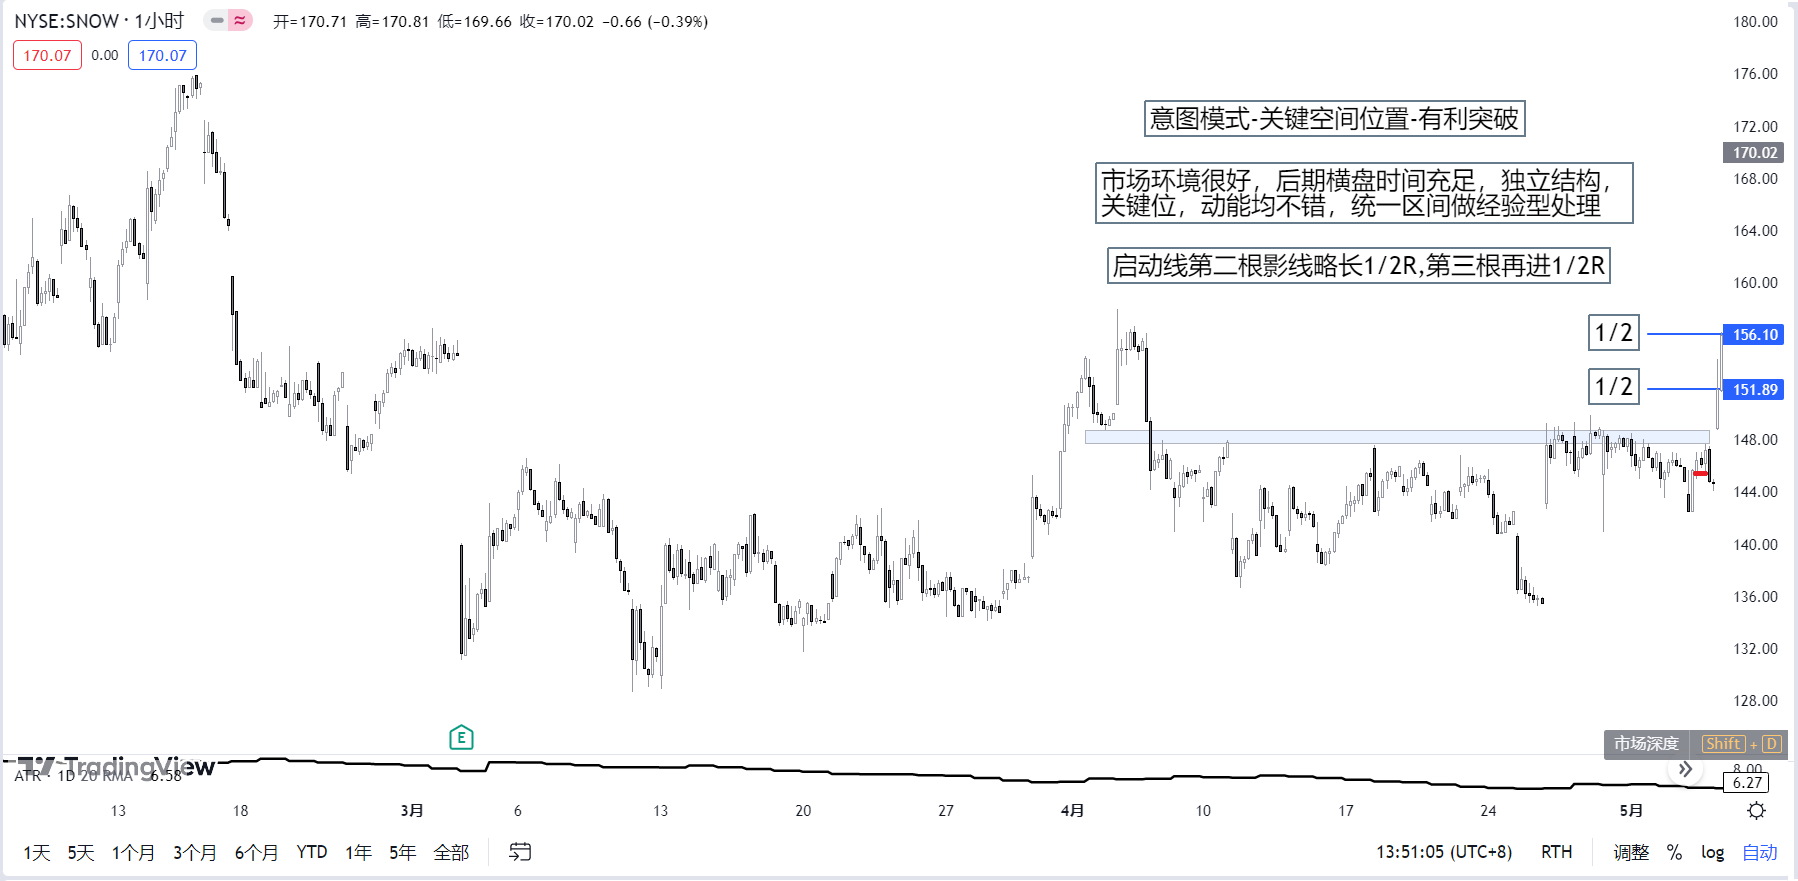 NYSE:SNOW · 1小时
开=170.71 高=170.81 低=169.66 收=170.02 −0.66 (−0.39%)
170.07 0.00 170.07
意图模式-关键空间位置-有利突破
市场环境很好，后期横盘时间充足，独立结构，
关键位，动能均不错，统一区间做经验型处理
启动线第二根影线略长1/2R,第三根再进1/2R
1/2
1/2
180.00
176.00
172.00
170.02
168.00
164.00
160.00
156.10
151.89
148.00
144.00
140.00
136.00
132.00
128.00
E
市场深度 Shift + D
TradingView
ATR · 1D 20 RMA 6.58
8.00
6.27
13 18 3月 6 13 20 27 4月 10 17 24 5月
1天 5天 1个月 3个月 6个月 YTD 1年 5年 全部
13:51:05 (UTC+8) RTH 调整 % log 自动